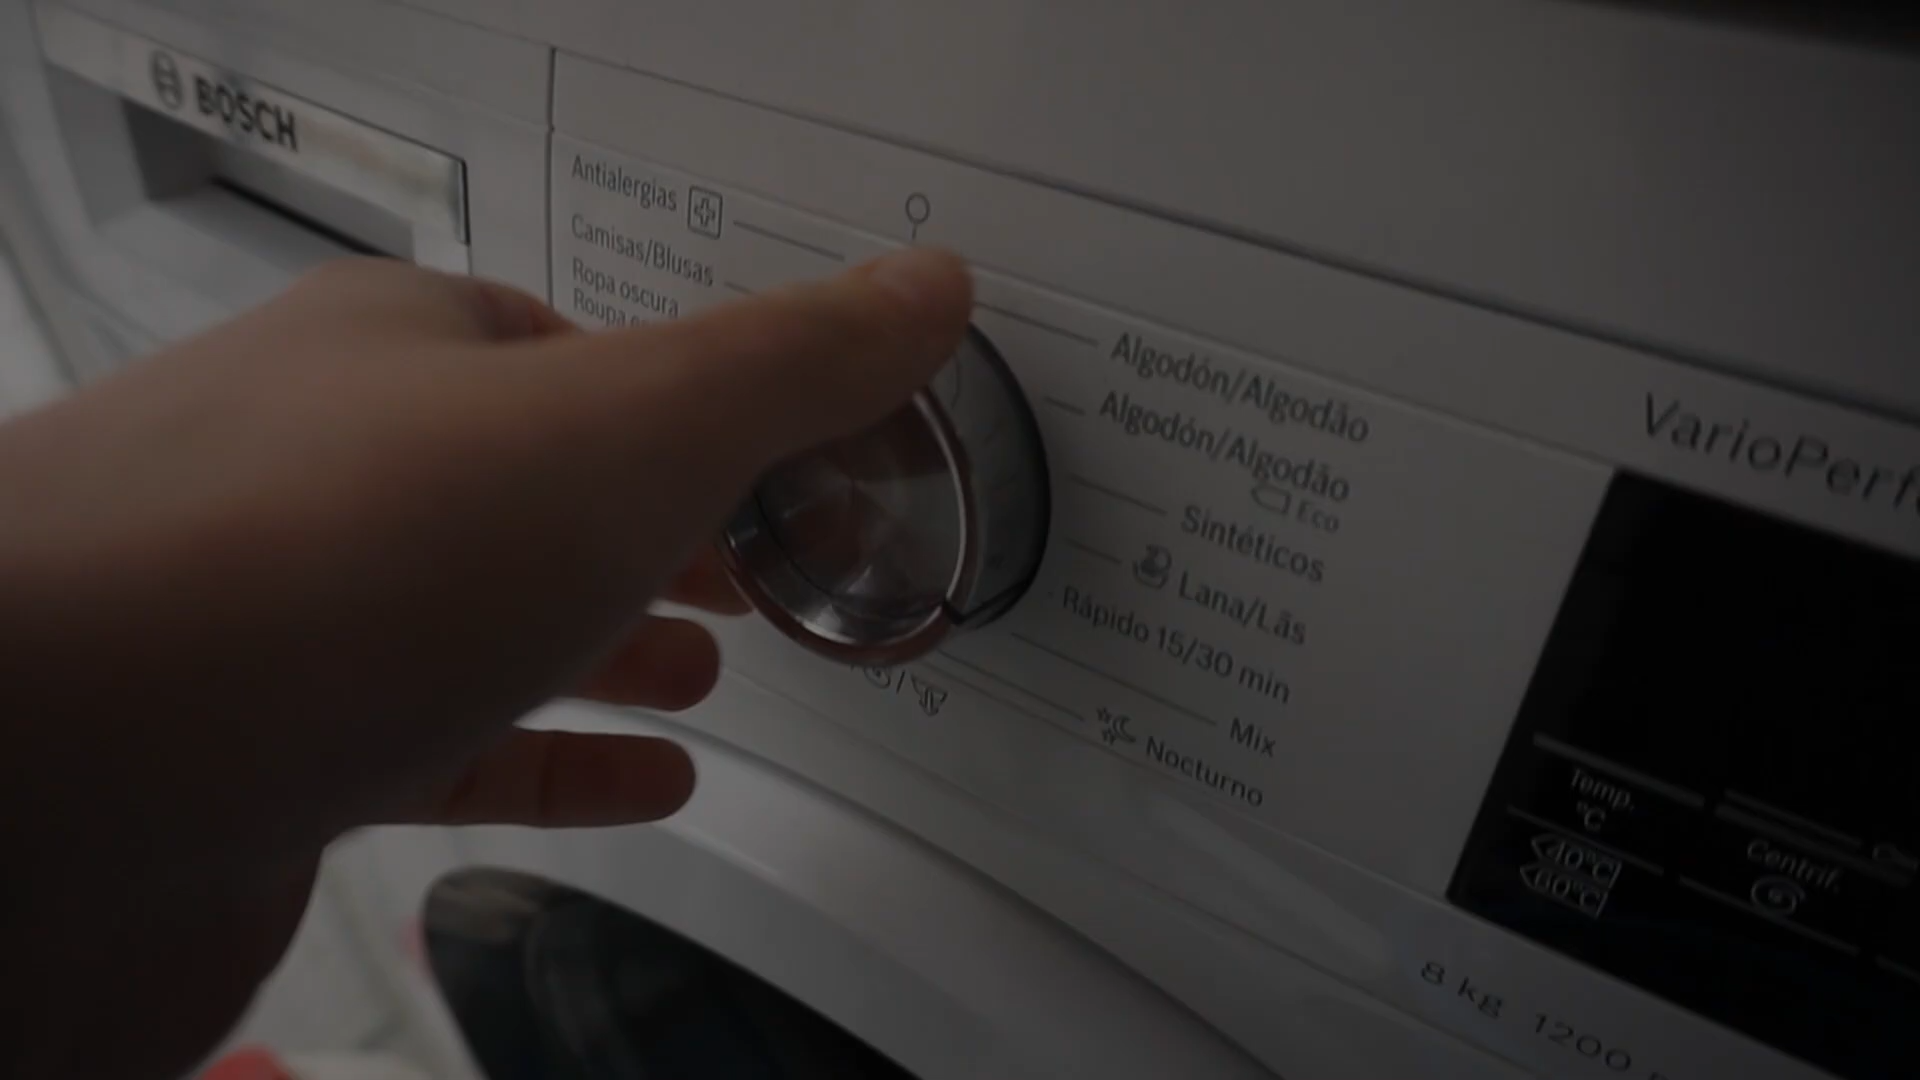 BOSCH
Antialergias
Camisas/Blusas
Ropa oscura
Roupa
Algodón/Algodão
Algodón/Algodão
Eco
Sintéticos
Lana/Lãs
Rápido 15/30 min
Mix
Nocturno
VarioPerf
Temp.
°C
40°C
60°C
Centrif.
8 kg 1200